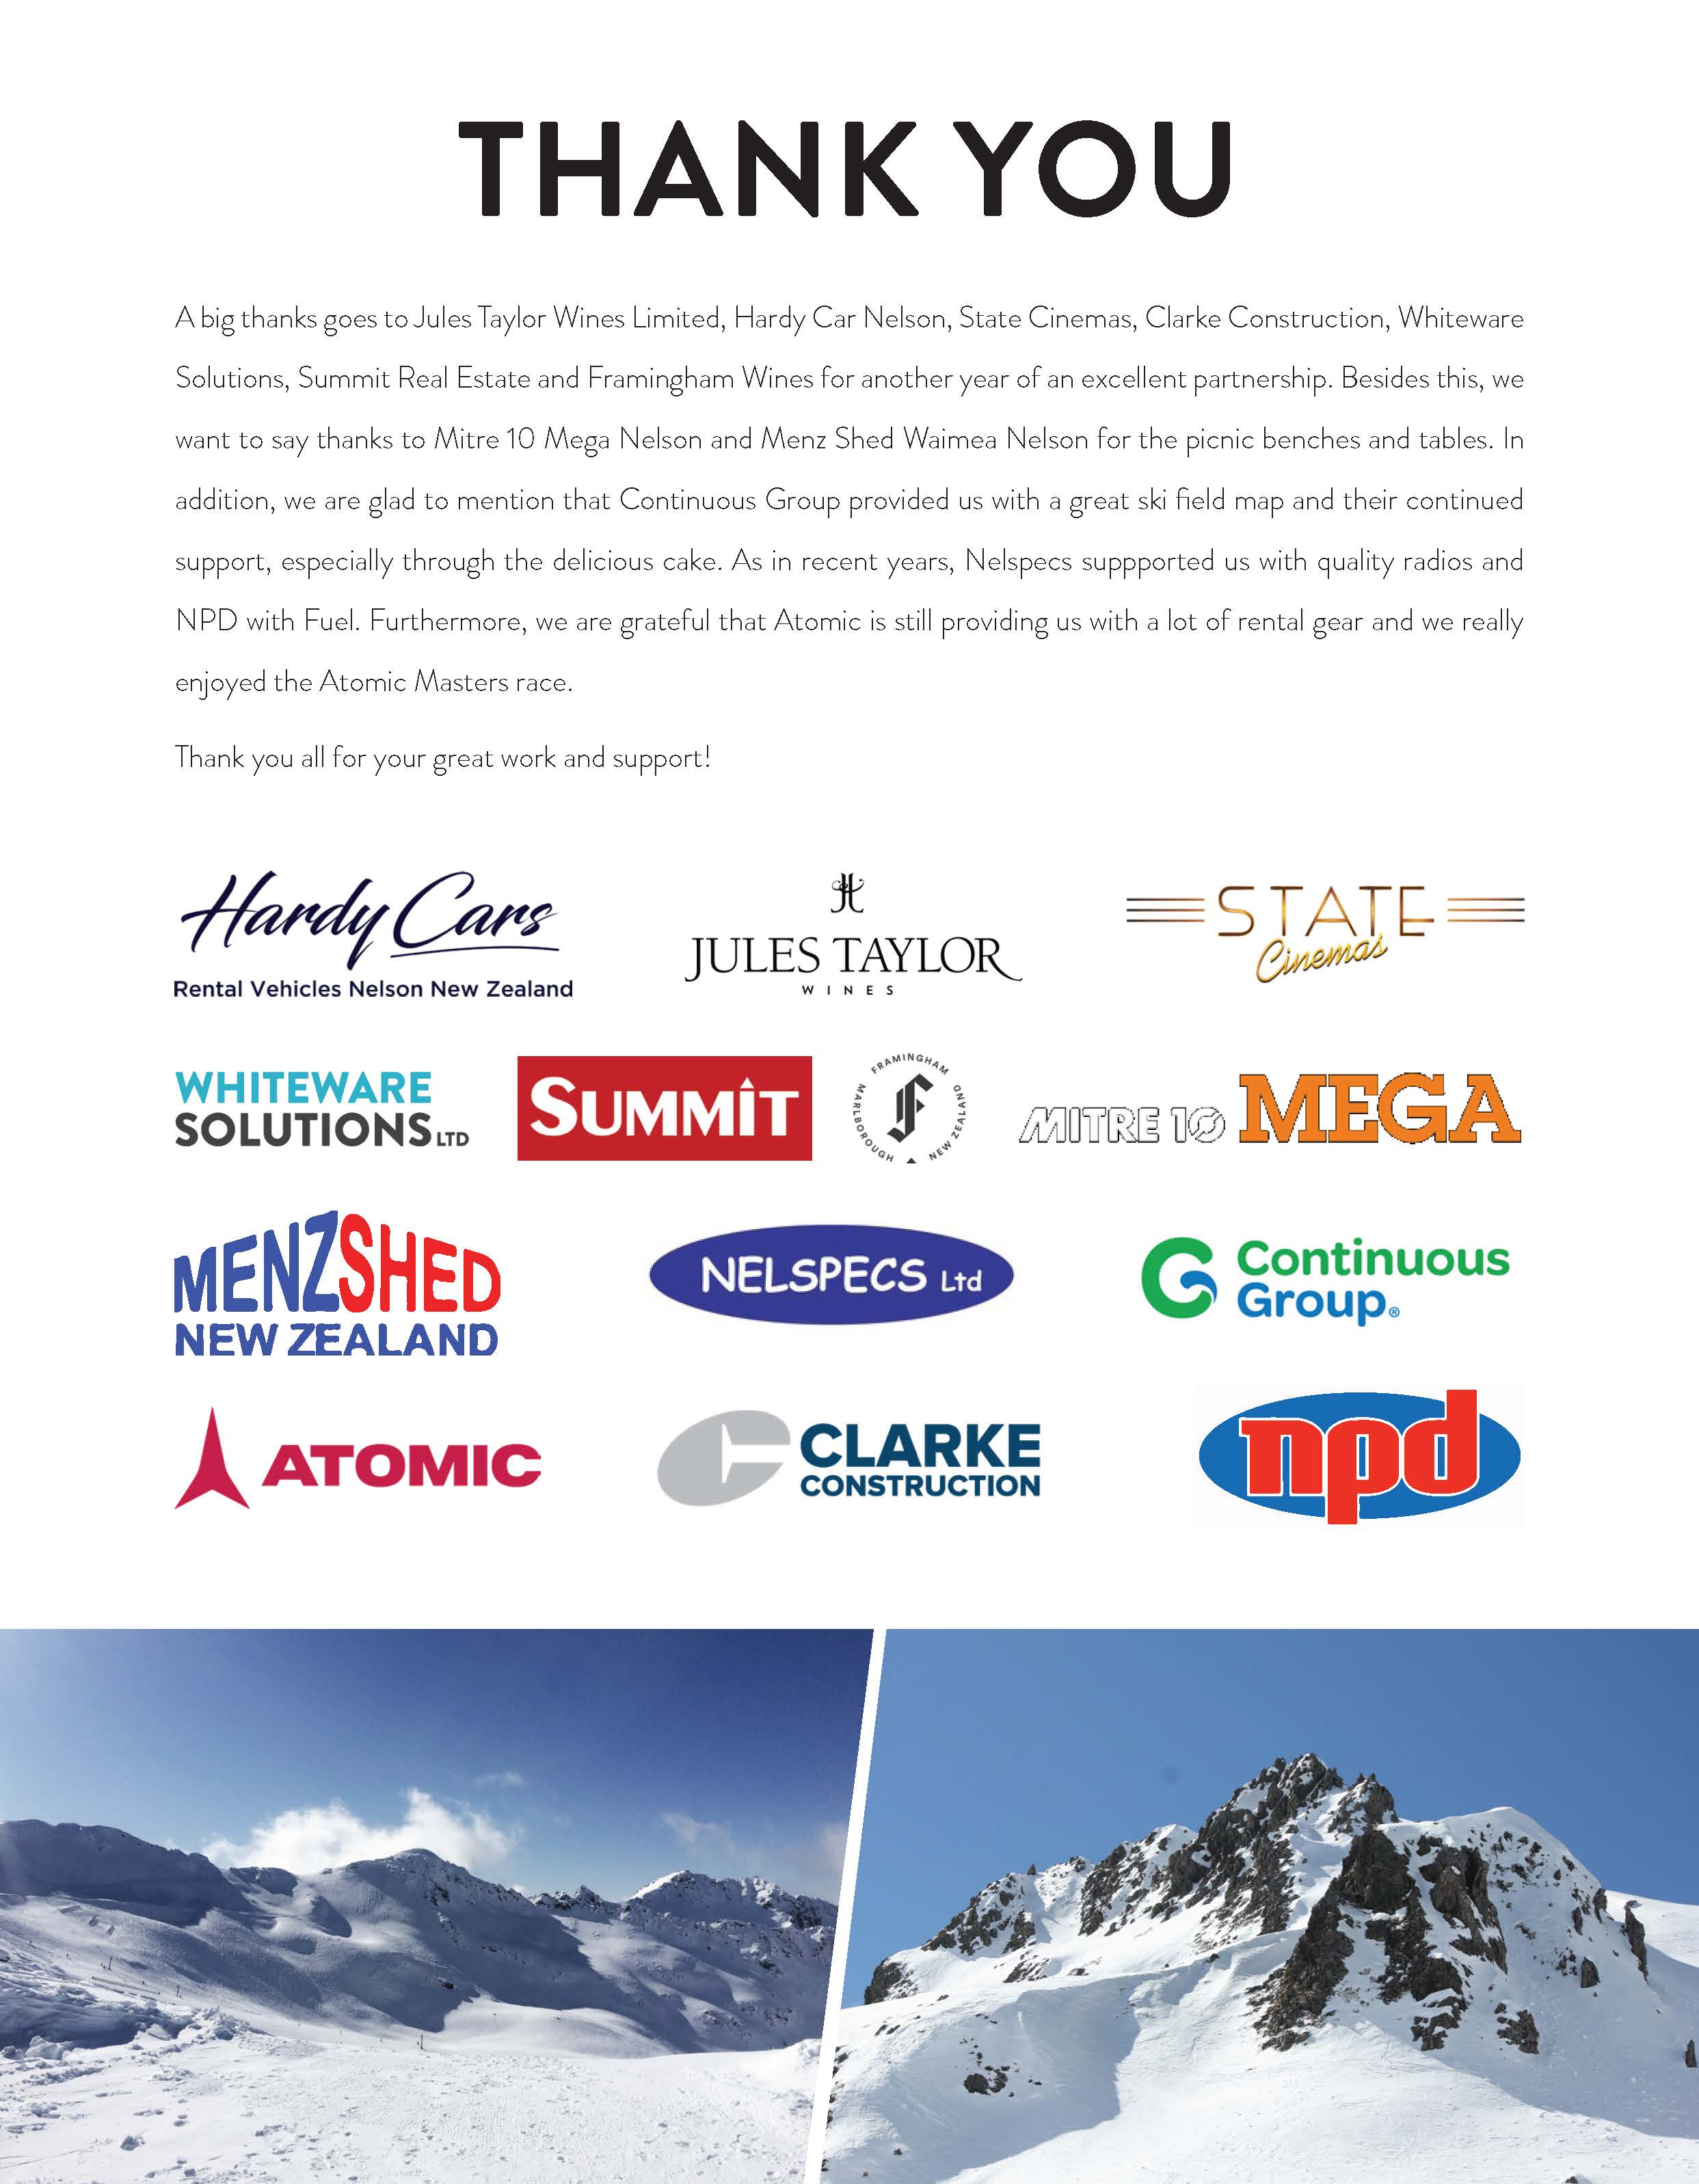 THANK YOU
A big thanks goes to Jules Taylor Wines Limited, Hardy Car Nelson, State Cinemas, Clarke Construction, Whiteware
Solutions, Summit Real Estate and Framingham Wines for another year of an excellent partnership. Besides this, we
want to say thanks to Mitre 10 Mega Nelson and Menz Shed Waimea Nelson for the picnic benches and tables. In
addition, we are glad to mention that Continuous Group provided us with a great ski field map and their continued
support, especially through the delicious cake. As in recent years, Nelspecs suppported us with quality radios and
NPD with Fuel. Furthermore, we are grateful that Atomic is still providing us with a lot of rental gear and we really
enjoyed the Atomic Masters race.
Thank you all for your great work and support!
Hardy Cars
Rental Vehicles Nelson New Zealand
JT
JULES TAYLOR
WINES
STATE
Cinemas
WHITEWARE
SOLUTIONS LTD
SUMMIT
FRAMINGHAM
F
MARLBOROUGH
NEW ZEALAND
MITRE 10 MEGA
MENZSHED
NEW ZEALAND
NELSPECS Ltd
Continuous
Group®
ATOMIC
CLARKE
CONSTRUCTION
npd